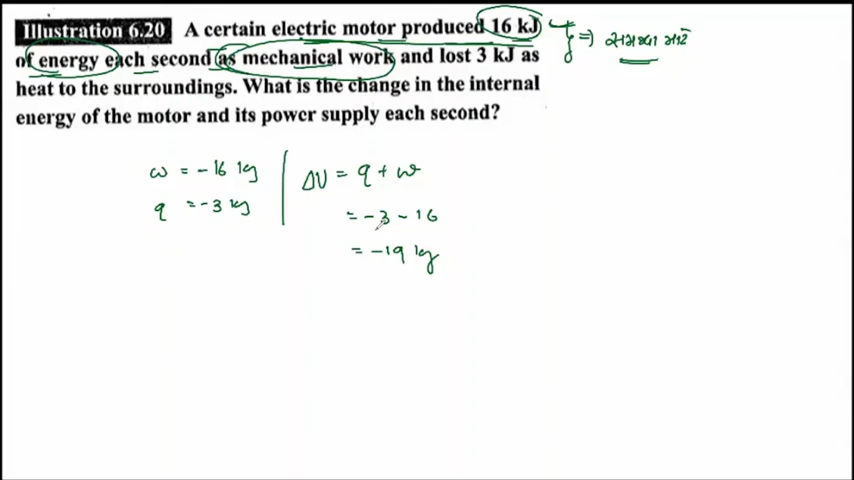 Illustration 6.20 A certain electric motor produced 16 kJ
of energy each second as mechanical work and lost 3 kJ as
heat to the surroundings. What is the change in the internal
energy of the motor and its power supply each second?
w = -16 kJ
q = -3 kJ
ΔU = q + w
= -3 - 16
= -19 kJ